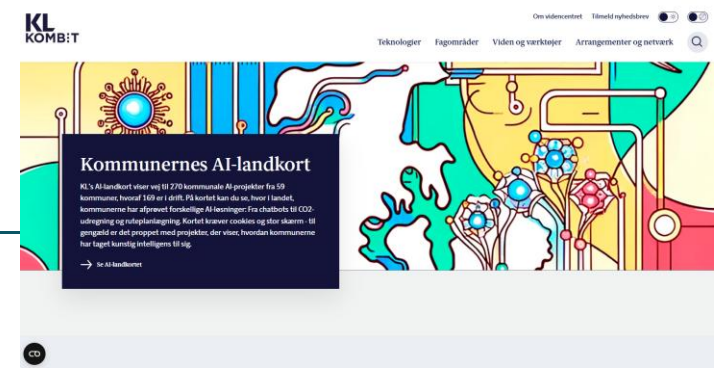 KL
KOMB:T
Om videncentret Tilmeld nyhedsbrev
Teknologier Fagområder Viden og værktøjer Arrangementer og netværk
Kommunernes AI-landkort
KL's AI-landkort viser vej til 270 kommunale AI-projekter fra 59
kommuner, hvoraf 169 er i drift. På kortet kan du se, hvor i landet,
kommunerne har afprøvet forskellige AI-løsninger: Fra chatbots til CO2-
udregning og ruteplanlægning. Kortet kræver cookies og stor skærm - til
gengæld er det proppet med projekter, der viser, hvordan kommunerne
har taget kunstig intelligens til sig.
→ Se AI-landkortet